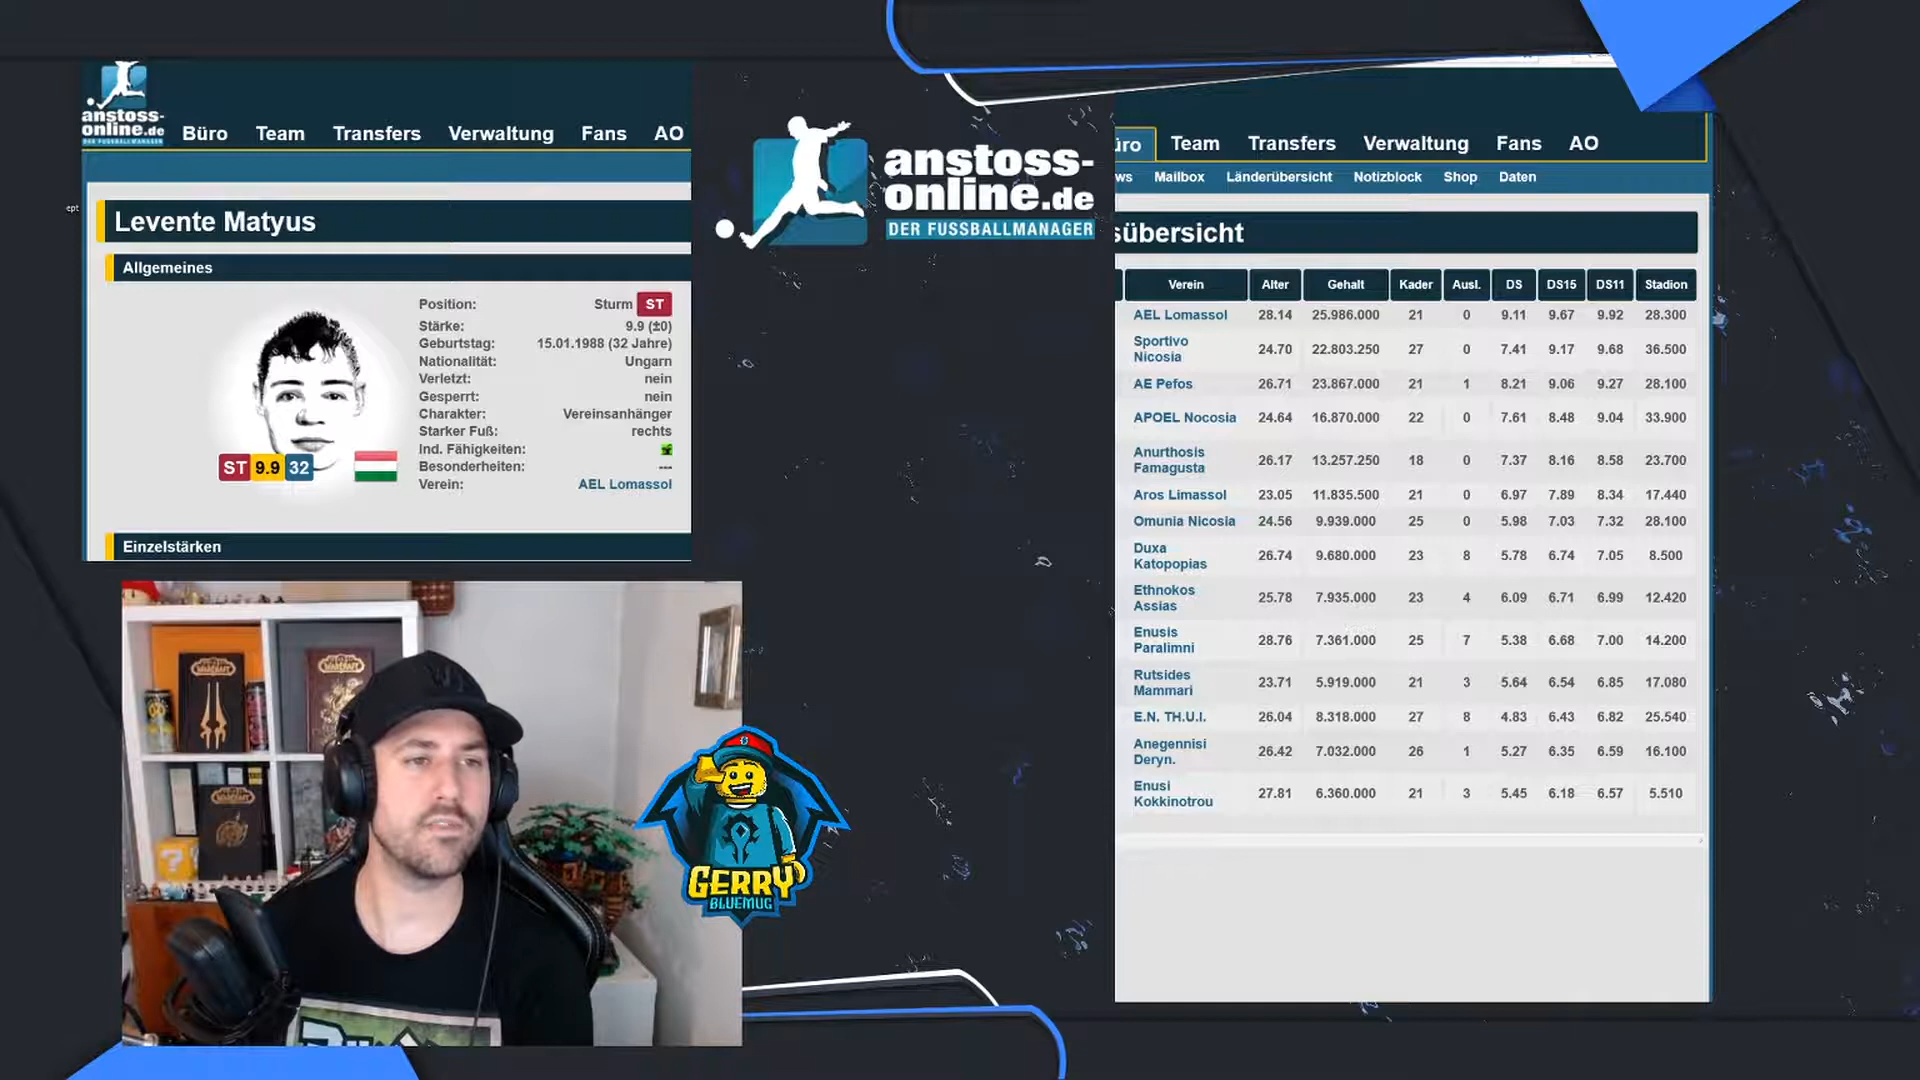 anstoss-
online.de
DER FUSSBALLMANAGER
Büro Team Transfers Verwaltung Fans AO
ept
Levente Matyus
Allgemeines
Position: Sturm ST
Stärke: 9.9 (±0)
Geburtstag: 15.01.1988 (32 Jahre)
Nationalität: Ungarn
Verletzt: nein
Gesperrt: nein
Charakter: Vereinsanhänger
Starker Fuß: rechts
Ind. Fähigkeiten:
Besonderheiten: ---
Verein: AEL Lomassol
ST 9.9 32
Einzelstärken
anstoss-
online.de
DER FUSSBALLMANAGER
üro Team Transfers Verwaltung Fans AO
ws Mailbox Länderübersicht Notizblock Shop Daten
sübersicht
Verein Alter Gehalt Kader Ausl. DS DS15 DS11 Stadion
AEL Lomassol 28.14 25.986.000 21 0 9.11 9.67 9.92 28.300
Sportivo
Nicosia 24.70 22.803.250 27 0 7.41 9.17 9.68 36.500
AE Pefos 26.71 23.867.000 21 1 8.21 9.06 9.27 28.100
APOEL Nocosia 24.64 16.870.000 22 0 7.61 8.48 9.04 33.900
Anurthosis
Famagusta 26.17 13.257.250 18 0 7.37 8.16 8.58 23.700
Aros Limassol 23.05 11.835.500 21 0 6.97 7.89 8.34 17.440
Omunia Nicosia 24.56 9.939.000 25 0 5.98 7.03 7.32 28.100
Duxa
Katopopias 26.74 9.680.000 23 8 5.78 6.74 7.05 8.500
Ethnokos
Assias 25.78 7.935.000 23 4 6.09 6.71 6.99 12.420
Enusis
Paralimni 28.76 7.361.000 25 7 5.38 6.68 7.00 14.200
Rutsides
Mammari 23.71 5.919.000 21 3 5.64 6.54 6.85 17.080
E.N. TH.U.I. 26.04 8.318.000 27 8 4.83 6.43 6.82 25.540
Anegennisi
Deryn. 26.42 7.032.000 26 1 5.27 6.35 6.59 16.100
Enusi
Kokkinotrou 27.81 6.360.000 21 3 5.45 6.18 6.57 5.510
WARCRAFT
WARCRAFT
WARCRAFT
GERRY
BLUEMUG